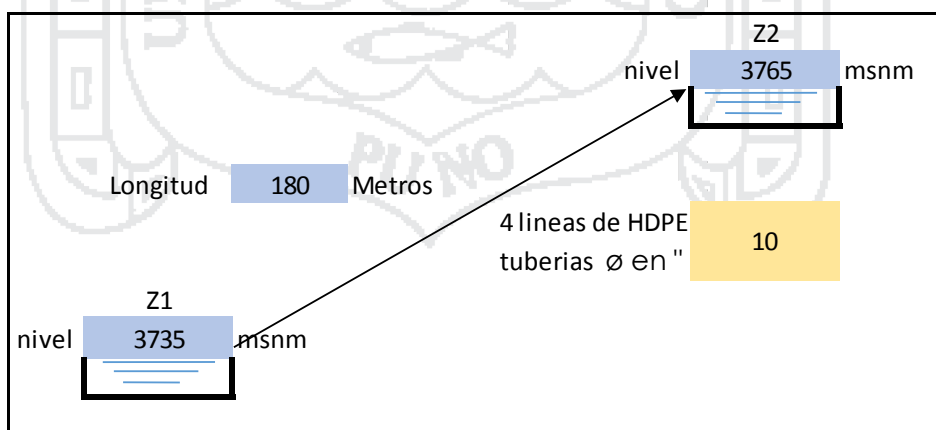 Z2
nivel 3765 msnm
PUNO
Longitud 180 Metros
4 lineas de HDPE
tuberias ø en " 10
Z1
nivel 3735 msnm